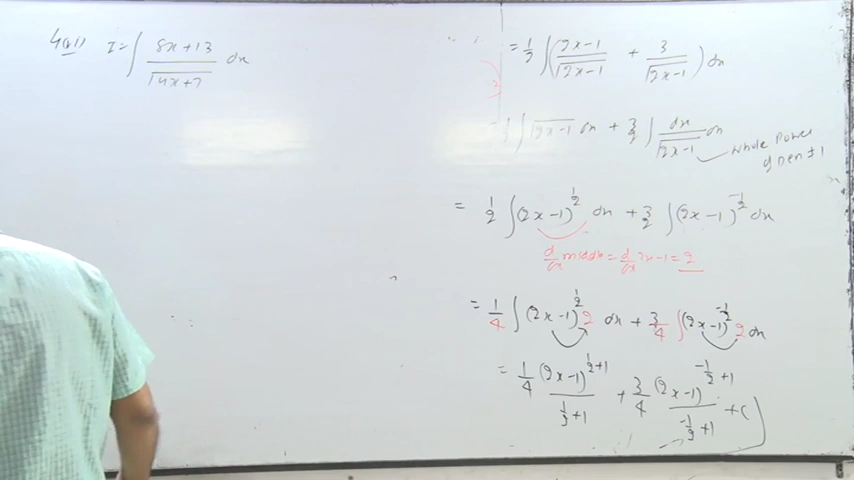 4(ii) I = ∫ (8x+13)/√(4x+7) dx
= 1/2 ∫ ( (2x-1)/√(2x-1) + 3/√(2x-1) ) dx
∫ √(2x-1) dx + 3/2 ∫ dx/√(2x-1) dx
whole Power
of Den ± 1
= 1/2 ∫ (2x-1)^(1/2) dx + 3/2 ∫ (2x-1)^(-1/2) dx
d/dx = d/dx 2x-1 = 2
= 1/4 ∫ (2x-1)^(1/2) 2 dx + 3/4 ∫ (2x-1)^(-1/2) 2 dx
= 1/4 (2x-1)^(1/2+1)/(1/2+1) + 3/4 (2x-1)^(-1/2+1)/(-1/2+1) + C